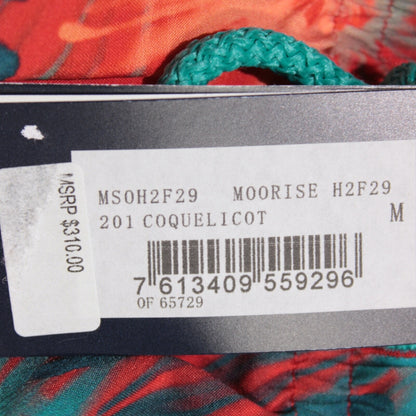 MSOH2F29 MOORISE H2F29
201 COQUELICOT M
7 613409 559296
OF 65729
MSRP $310.00